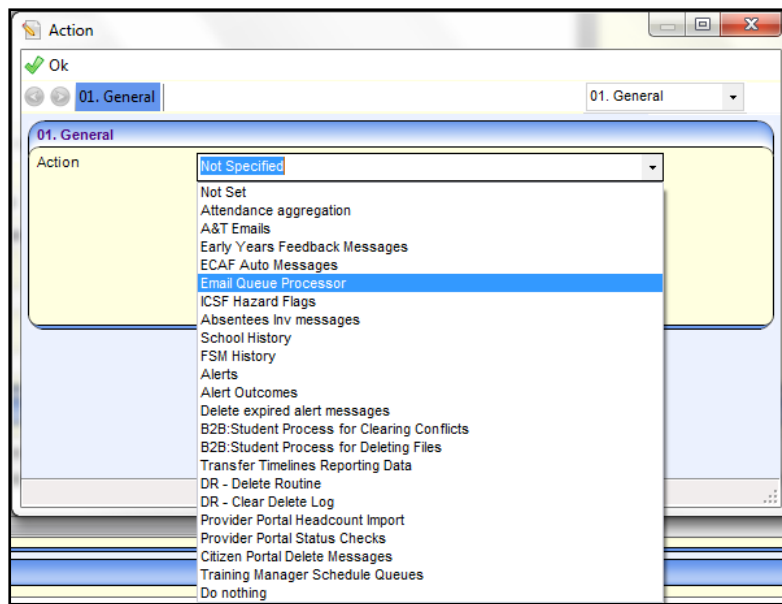 Action
Ok
01. General 01. General
01. General
Action Not Specified
Not Set
Attendance aggregation
A&T Emails
Early Years Feedback Messages
ECAF Auto Messages
Email Queue Processor
ICSF Hazard Flags
Absentees Inv messages
School History
FSM History
Alerts
Alert Outcomes
Delete expired alert messages
B2B:Student Process for Clearing Conflicts
B2B:Student Process for Deleting Files
Transfer Timelines Reporting Data
DR - Delete Routine
DR - Clear Delete Log
Provider Portal Headcount Import
Provider Portal Status Checks
Citizen Portal Delete Messages
Training Manager Schedule Queues
Do nothing